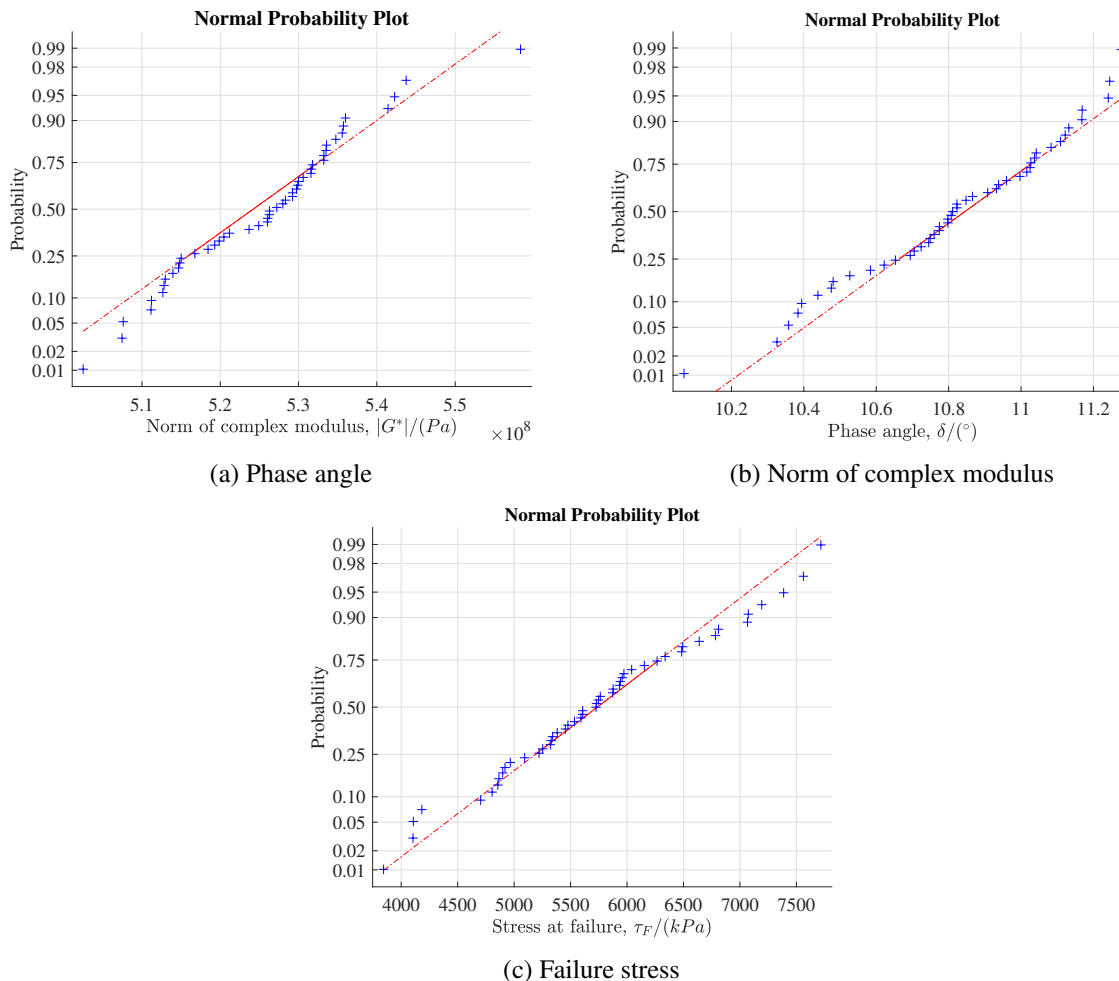 Normal Probability Plot
0.99
0.98
0.95
0.90
0.75
0.50
0.25
0.10
0.05
0.02
0.01
Probability
5.1 5.2 5.3 5.4 5.5
Norm of complex modulus, |G*|/(Pa) ×10⁸
(a) Phase angle
Normal Probability Plot
0.99
0.98
0.95
0.90
0.75
0.50
0.25
0.10
0.05
0.02
0.01
Probability
10.2 10.4 10.6 10.8 11 11.2
Phase angle, δ/(°)
(b) Norm of complex modulus
Normal Probability Plot
0.99
0.98
0.95
0.90
0.75
0.50
0.25
0.10
0.05
0.02
0.01
Probability
4000 4500 5000 5500 6000 6500 7000 7500
Stress at failure, τ_F/(kPa)
(c) Failure stress